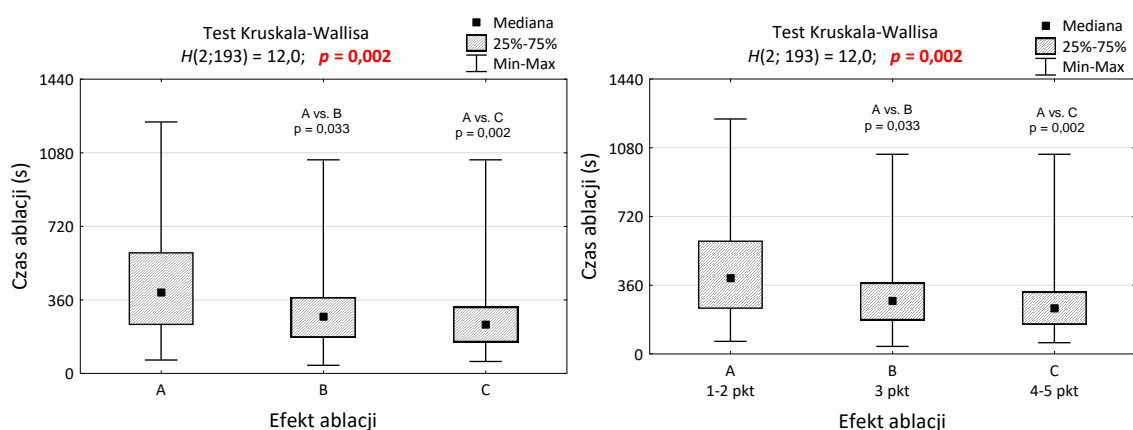 Test Kruskala-Wallisa
H(2;193) = 12,0; p = 0,002
Mediana
25%-75%
Min-Max
1440
1080
720
360
0
Czas ablacji (s)
A vs. B
p = 0,033
A vs. C
p = 0,002
A
B
C
Efekt ablacji
Test Kruskala-Wallisa
H(2; 193) = 12,0; p = 0,002
Mediana
25%-75%
Min-Max
1440
1080
720
360
0
Czas ablacji (s)
A vs. B
p = 0,033
A vs. C
p = 0,002
A
1-2 pkt
B
3 pkt
C
4-5 pkt
Efekt ablacji